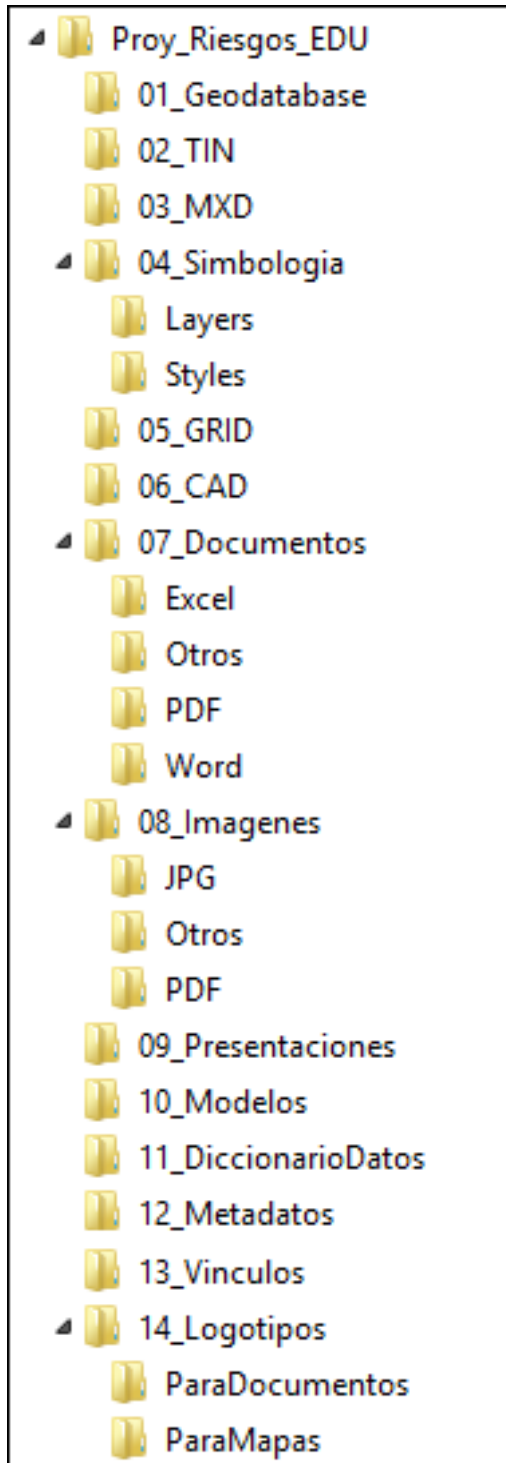 Proy_Riesgos_EDU
01_Geodatabase
02_TIN
03_MXD
04_Simbologia
Layers
Styles
05_GRID
06_CAD
07_Documentos
Excel
Otros
PDF
Word
08_Imagenes
JPG
Otros
PDF
09_Presentaciones
10_Modelos
11_DiccionarioDatos
12_Metadatos
13_Vinculos
14_Logotipos
ParaDocumentos
ParaMapas